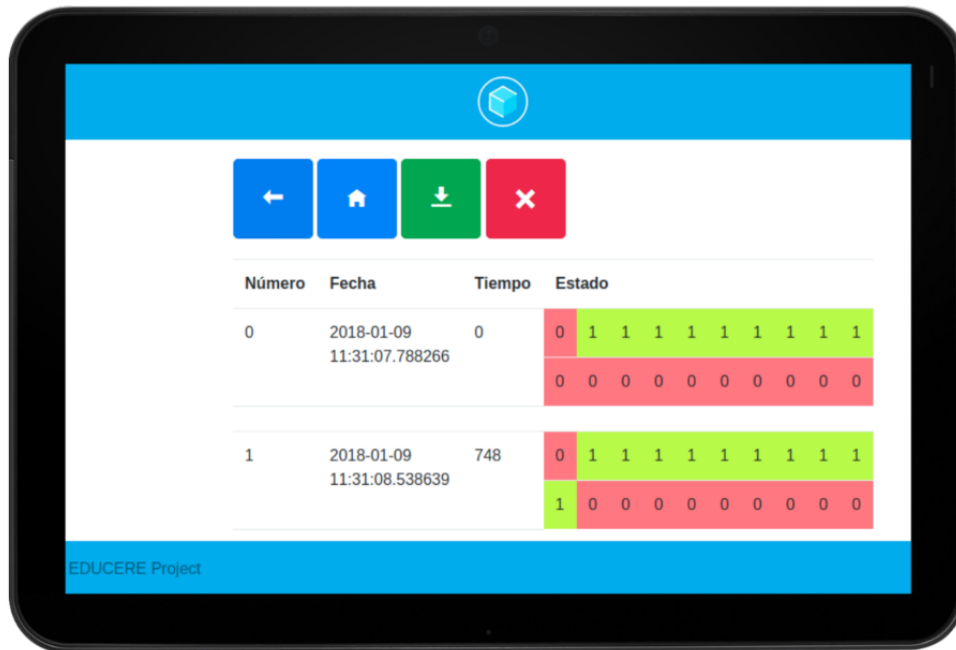 Número Fecha Tiempo Estado
0 2018-01-09 0 0 1 1 1 1 1 1 1 1 1
11:31:07.788266
0 0 0 0 0 0 0 0 0 0
1 2018-01-09 748 0 1 1 1 1 1 1 1 1 1
11:31:08.538639
1 0 0 0 0 0 0 0 0 0
EDUCERE Project